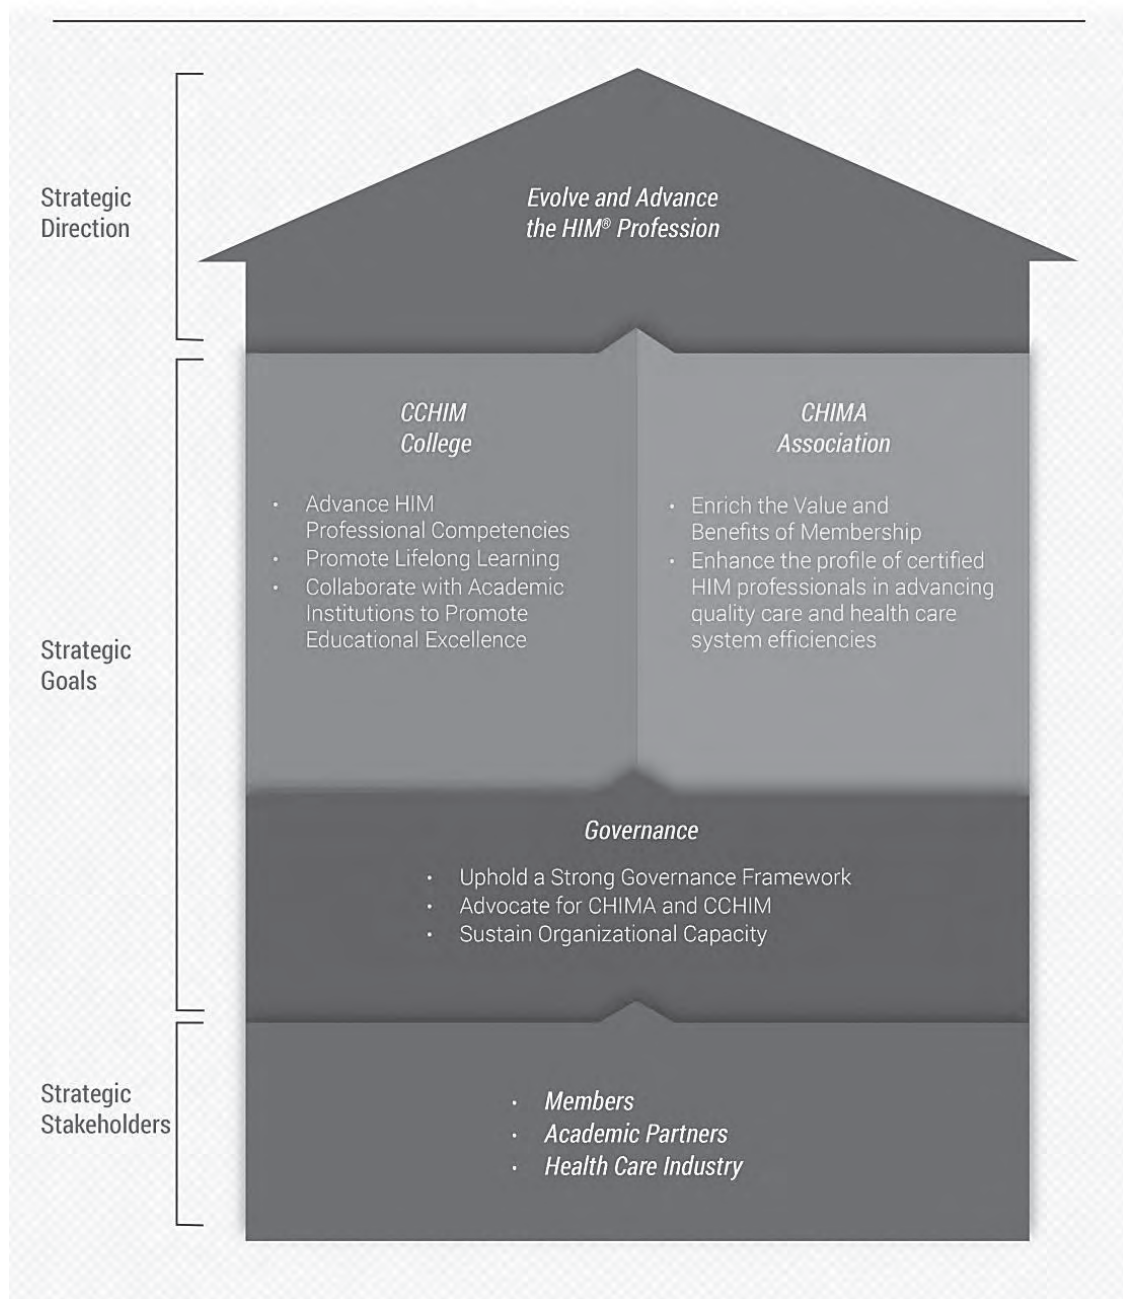 Strategic
Direction
Evolve and Advance
the HIM® Profession
Strategic
Goals
CCHIM
College
• Advance HIM
Professional Competencies
• Promote Lifelong Learning
• Collaborate with Academic
Institutions to Promote
Educational Excellence
CHIMA
Association
• Enrich the Value and
Benefits of Membership
• Enhance the profile of certified
HIM professionals in advancing
quality care and health care
system efficiencies
Governance
• Uphold a Strong Governance Framework
• Advocate for CHIMA and CCHIM
• Sustain Organizational Capacity
Strategic
Stakeholders
• Members
• Academic Partners
• Health Care Industry